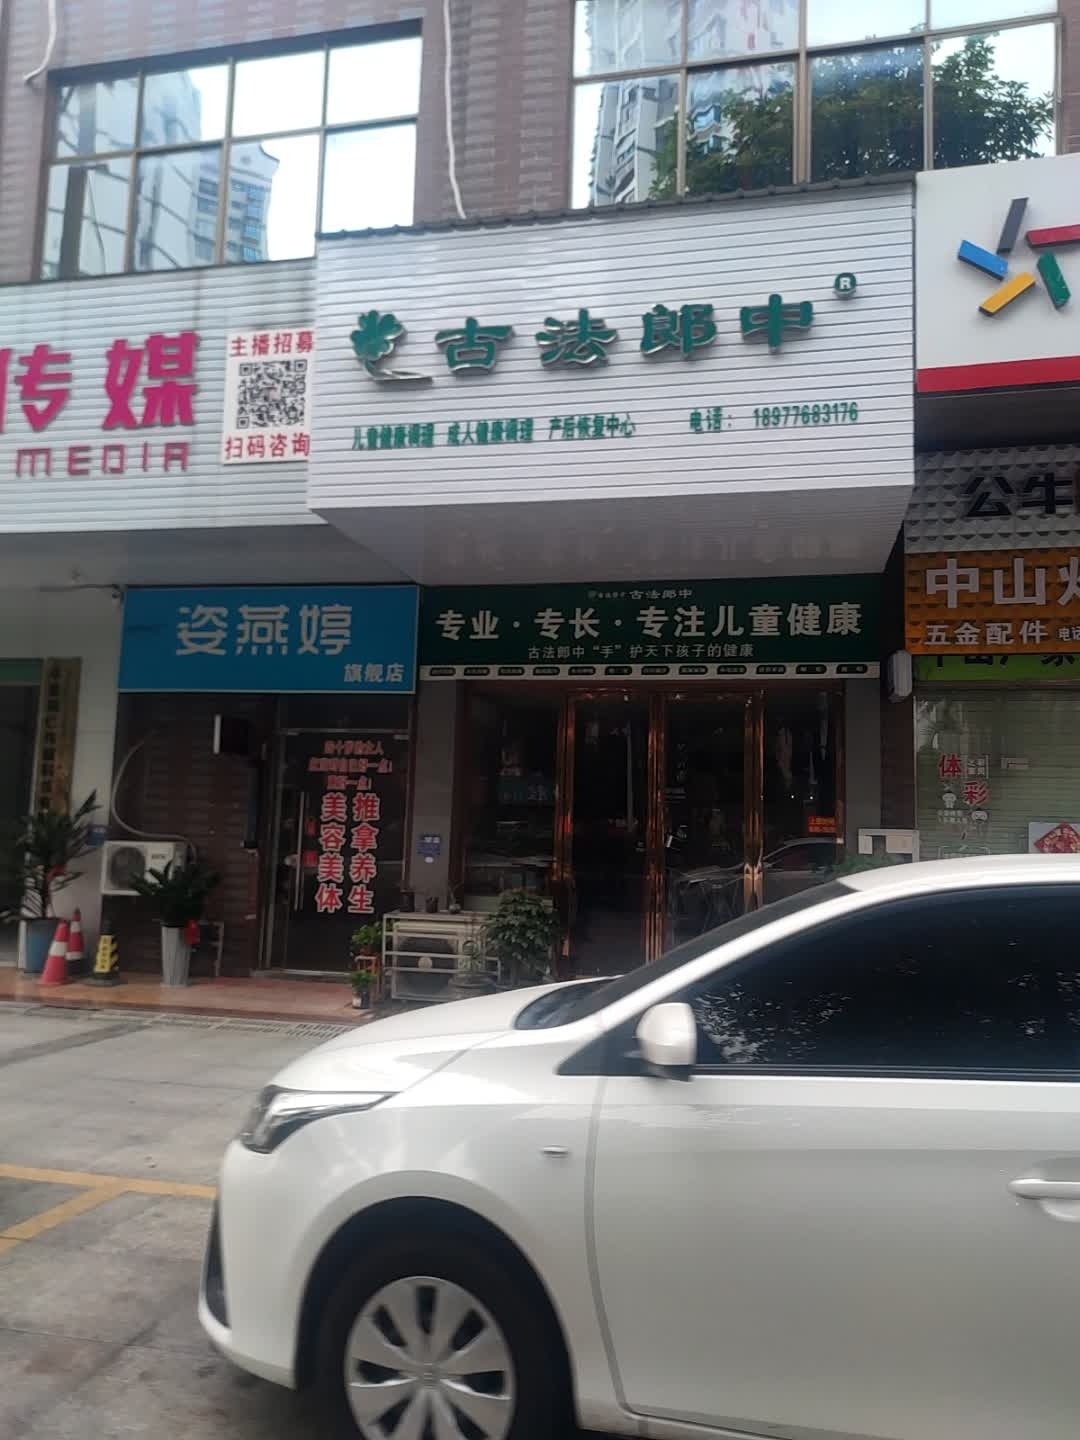 传媒
MEDIA
主播招募
扫码咨询
古法郎中®
儿童健康调理 成人健康调理 产后恢复中心 电话：18977683176
公牛
中山
五金配件 电话
姿燕婷
旗舰店
古法郎中
专业·专长·专注儿童健康
古法郎中“手”护天下孩子的健康
美容美体
推拿养生
体彩